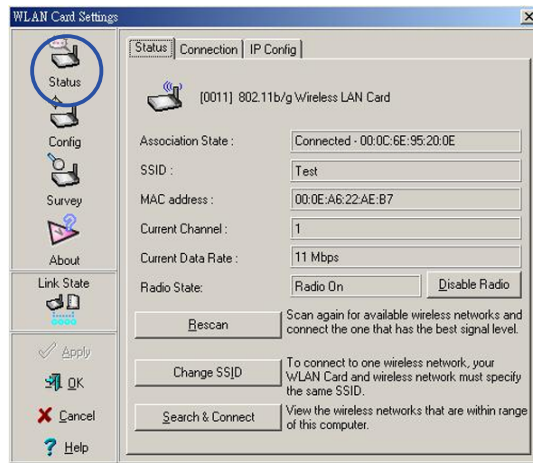 WLAN Card Settings
Status
Config
Survey
About
Link State
Apply
OK
Cancel
Help
Status
Connection
IP Config
[0011] 802.11b/g Wireless LAN Card
Association State :
Connected - 00:0C:6E:95:20:0E
SSID :
Test
MAC address :
00:0E:A6:22:AE:B7
Current Channel :
1
Current Data Rate :
11 Mbps
Radio State:
Radio On
Disable Radio
Rescan
Scan again for available wireless networks and
connect the one that has the best signal level.
Change SSID
To connect to one wireless network, your
WLAN Card and wireless network must specify
the same SSID.
Search & Connect
View the wireless networks that are within range
of this computer.